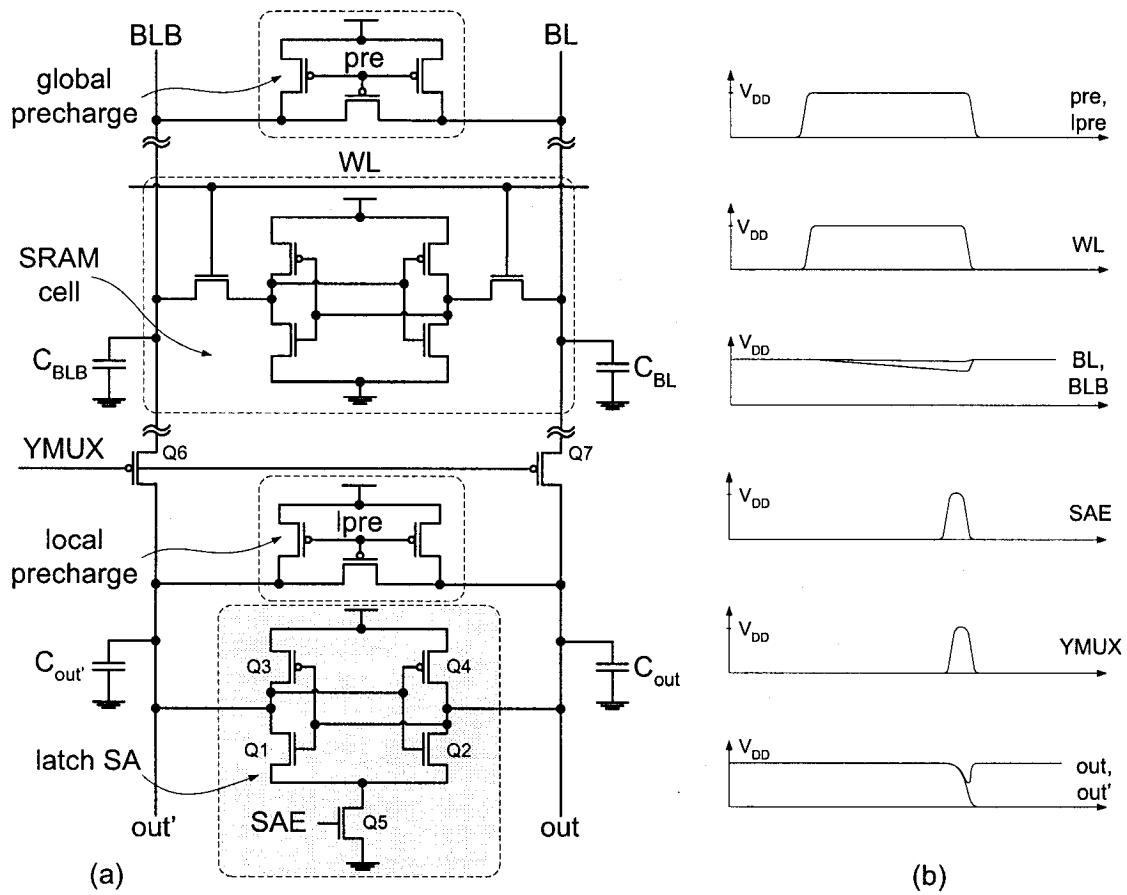 BLB
BL
pre
global
precharge
WL
SRAM
cell
C_BLB
C_BL
YMUX
Q6
Q7
lpre
local
precharge
C_out'
C_out
Q3
Q4
Q1
Q2
latch SA
SAE
Q5
out'
out
(a)
V_DD
pre,
lpre
V_DD
WL
V_DD
BL,
BLB
V_DD
SAE
V_DD
YMUX
V_DD
out,
out'
(b)